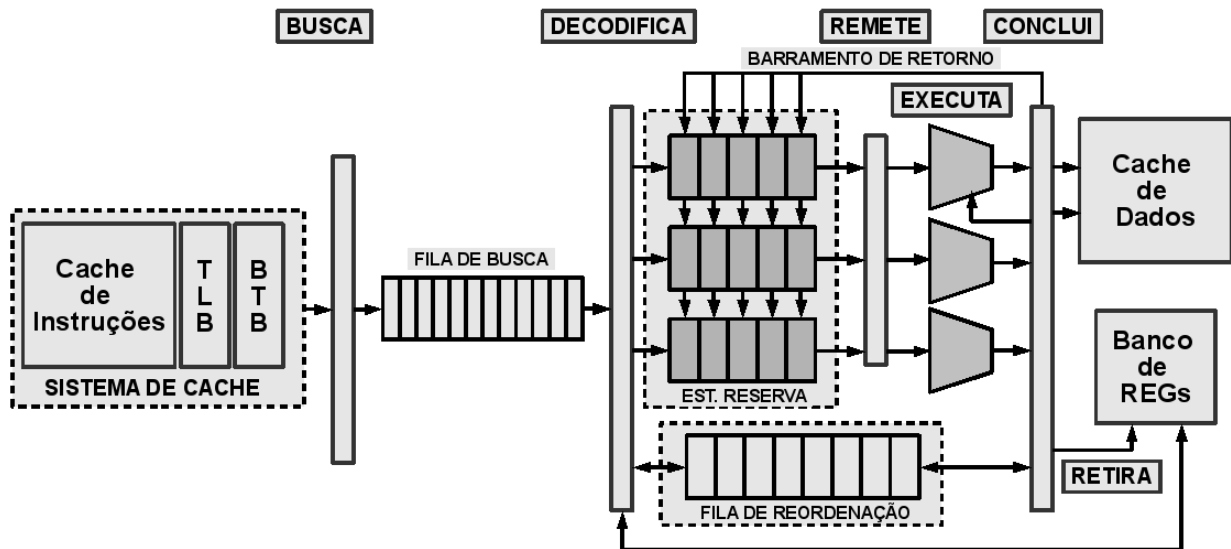 BUSCA
DECODIFICA
REMETE
CONCLUI
BARRAMENTO DE RETORNO
EXECUTA
Cache
de
Dados
Cache
de
Instruções
T
L
B
B
T
B
SISTEMA DE CACHE
FILA DE BUSCA
EST. RESERVA
Banco
de
REGs
RETIRA
FILA DE REORDENAÇÃO